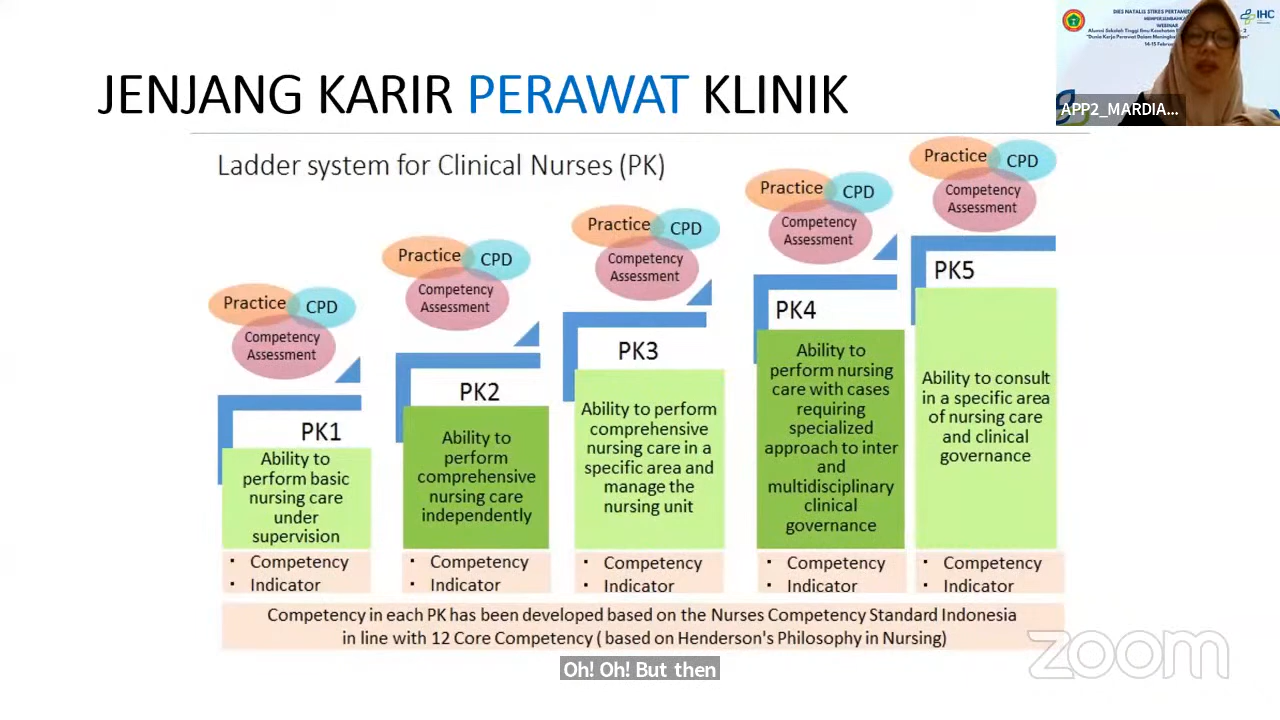 JENJANG KARIR PERAWAT KLINIK
Ladder system for Clinical Nurses (PK)
Practice
CPD
Competency
Assessment
PK1
Ability to
perform basic
nursing care
under
supervision
· Competency
· Indicator
Practice
CPD
Competency
Assessment
PK2
Ability to
perform
comprehensive
nursing care
independently
· Competency
· Indicator
Practice
CPD
Competency
Assessment
PK3
Ability to perform
comprehensive
nursing care in a
specific area and
manage the
nursing unit
· Competency
· Indicator
Practice
CPD
Competency
Assessment
PK4
Ability to
perform nursing
care with cases
requiring
specialized
approach to inter
and
multidisciplinary
clinical
governance
· Competency
· Indicator
Practice
CPD
Competency
Assessment
PK5
Ability to consult
in a specific area
of nursing care
and clinical
governance
· Competency
· Indicator
Competency in each PK has been developed based on the Nurses Competency Standard Indonesia
in line with 12 Core Competency ( based on Henderson's Philosophy in Nursing)
DIES NATALIS STIKES
WEBINAR
IHC
APP2_MARDIA...
zoom
Oh! Oh! But then